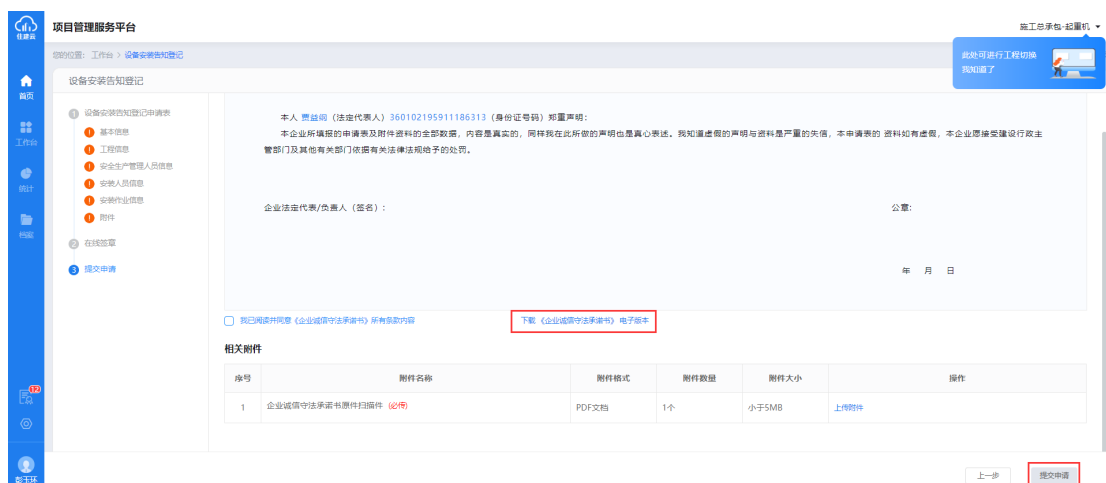 住建云
项目管理服务平台
施工总承包-起重机
您的位置: 工作台 > 设备安装告知登记
此处可进行工程切换
我知道了
首页
工作台
统计
档案
12
彭玉环
设备安装告知登记
1 设备安装告知登记申请表
基本信息
工程信息
安全生产管理人员信息
安装人员信息
安装作业信息
附件
2 在线签章
3 提交申请
本人 贾益纲 (法定代表人) 360102195911186313 (身份证号码) 郑重声明:
本企业所填报的申请表及附件资料的全部数据, 内容是真实的, 同样我在此所做的声明也是真心表述。我知道虚假的声明与资料是严重的失信, 本申请表的 资料如有虚假, 本企业愿接受建设行政主
管部门及其他有关部门依据有关法律法规给予的处罚。
企业法定代表/负责人 (签名) :
公章:
年 月 日
我已阅读并同意《企业诚信守法承诺书》所有条款内容
下载 《企业诚信守法承诺书》 电子版本
相关附件
序号 附件名称 附件格式 附件数量 附件大小 操作
1 企业诚信守法承诺书原件扫描件 (必传) PDF文档 1个 小于5MB 上传附件
上一步 提交申请